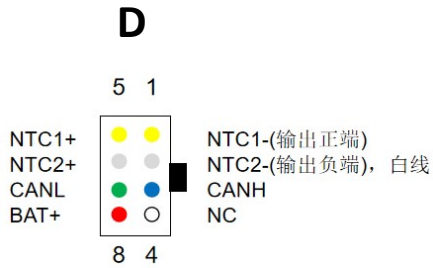 D
5 1
NTC1+ NTC1-(输出正端)
NTC2+ NTC2-(输出负端)，白线
CANL CANH
BAT+ NC
8 4